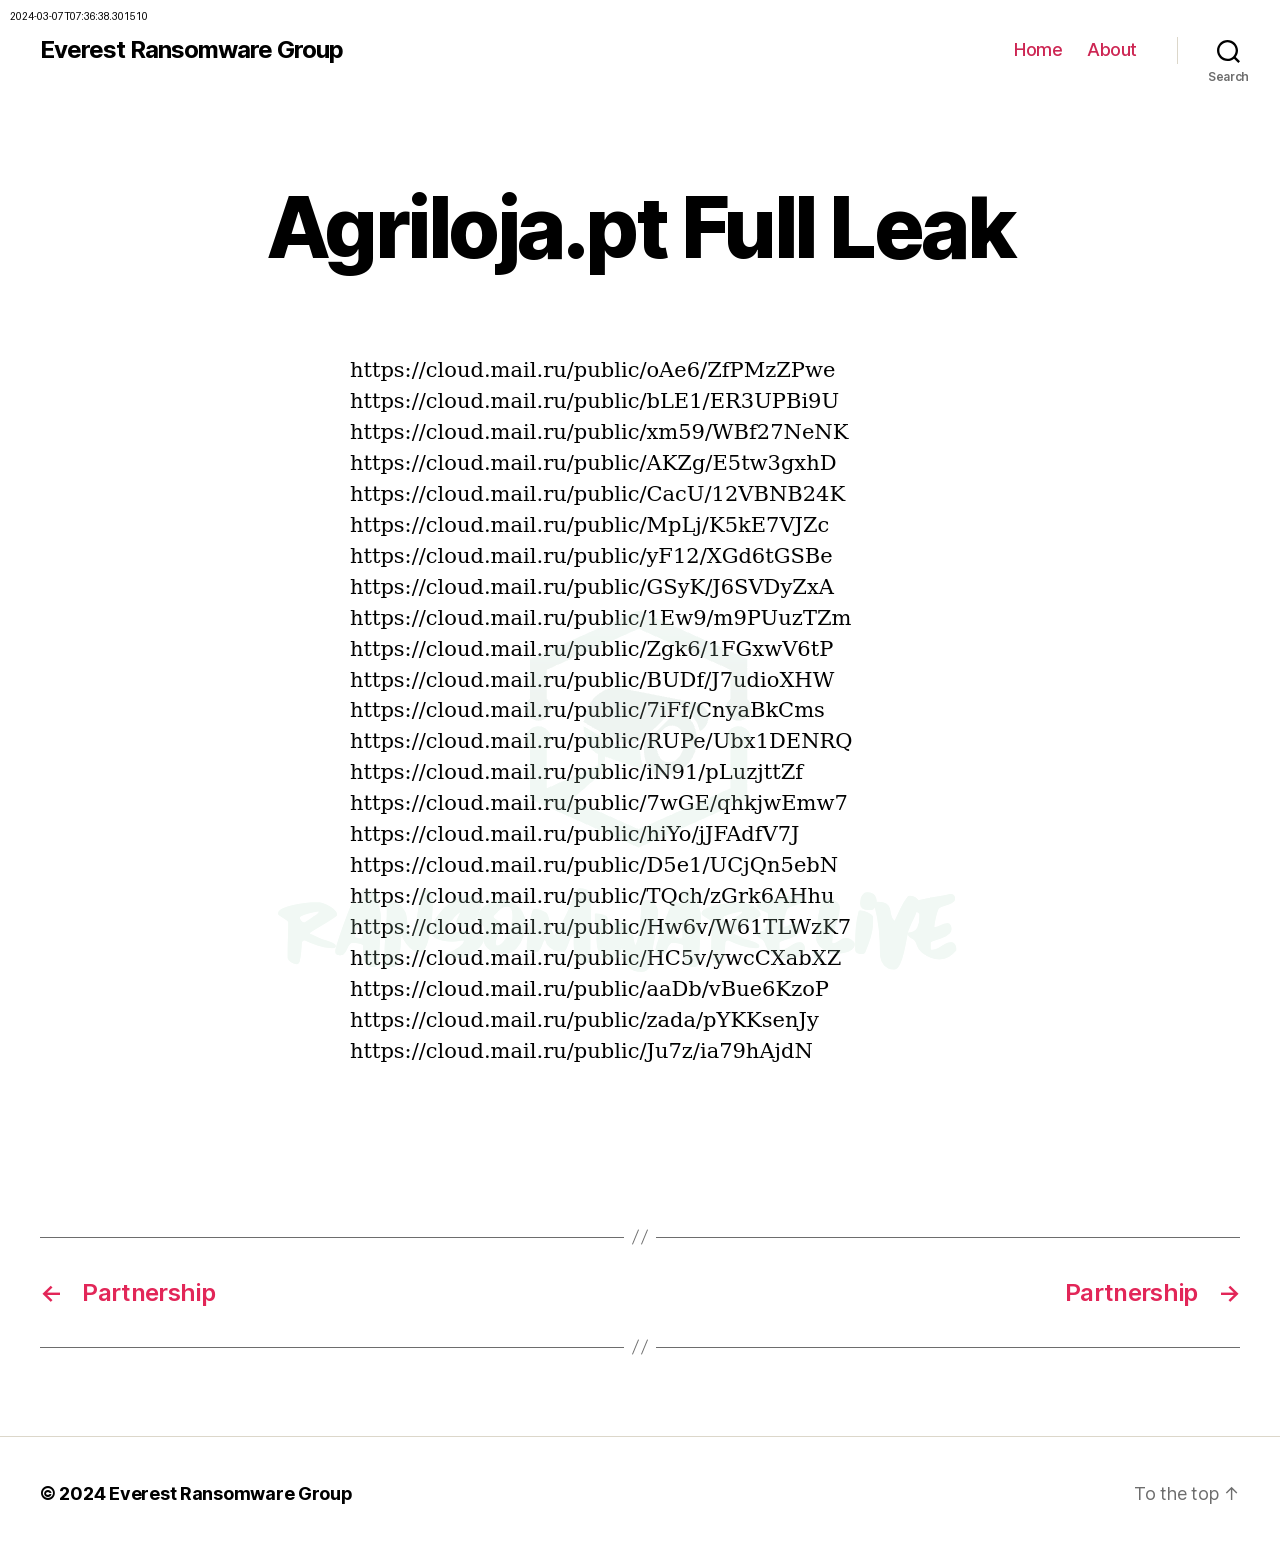 2024-03-07T07:36:38.301510
Everest Ransomware Group
Home About
Search
Agriloja.pt Full Leak
https://cloud.mail.ru/public/oAe6/ZfPMzZPwe
https://cloud.mail.ru/public/bLE1/ER3UPBi9U
https://cloud.mail.ru/public/xm59/WBf27NeNK
https://cloud.mail.ru/public/AKZg/E5tw3gxhD
https://cloud.mail.ru/public/CacU/12VBNB24K
https://cloud.mail.ru/public/MpLj/K5kE7VJZc
https://cloud.mail.ru/public/yF12/XGd6tGSBe
https://cloud.mail.ru/public/GSyK/J6SVDyZxA
https://cloud.mail.ru/public/1Ew9/m9PUuzTZm
https://cloud.mail.ru/public/Zgk6/1FGxwV6tP
https://cloud.mail.ru/public/BUDf/J7udioXHW
https://cloud.mail.ru/public/7iFf/CnyaBkCms
https://cloud.mail.ru/public/RUPe/Ubx1DENRQ
https://cloud.mail.ru/public/iN91/pLuzjttZf
https://cloud.mail.ru/public/7wGE/qhkjwEmw7
https://cloud.mail.ru/public/hiYo/jJFAdfV7J
https://cloud.mail.ru/public/D5e1/UCjQn5ebN
https://cloud.mail.ru/public/TQch/zGrk6AHhu
https://cloud.mail.ru/public/Hw6v/W61TLWzK7
https://cloud.mail.ru/public/HC5v/ywcCXabXZ
https://cloud.mail.ru/public/aaDb/vBue6KzoP
https://cloud.mail.ru/public/zada/pYKKsenJy
https://cloud.mail.ru/public/Ju7z/ia79hAjdN
RANSOMWARE.LIVE
//
← Partnership
Partnership →
//
© 2024 Everest Ransomware Group
To the top ↑